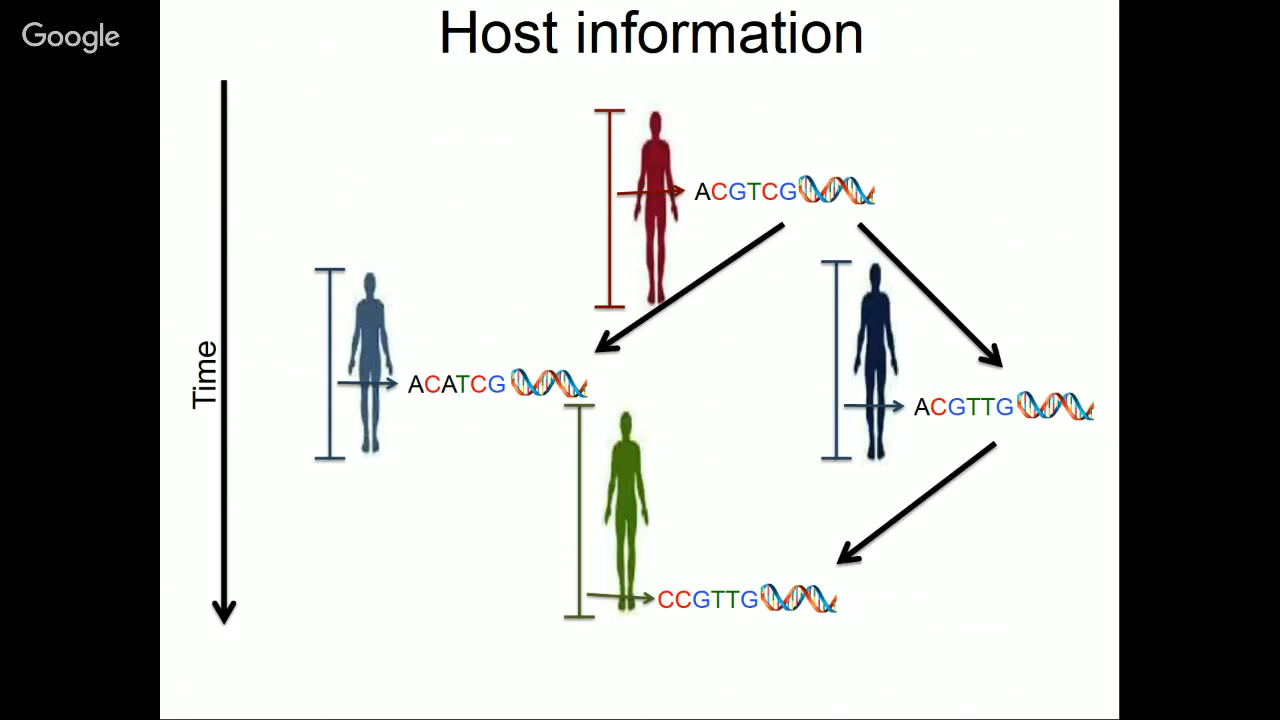 Google
Host information
ACGTCG
Time
ACATCG
ACGTTG
CCGTTG